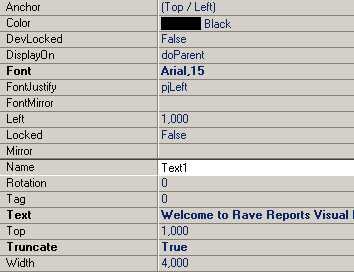 Anchor (Top / Left)
Color Black
DevLocked False
DisplayOn doParent
Font Arial,15
FontJustify pjLeft
FontMirror
Left 1,000
Locked False
Mirror
Name Text1
Rotation 0
Tag 0
Text Welcome to Rave Reports Visual
Top 1,000
Truncate True
Width 4,000